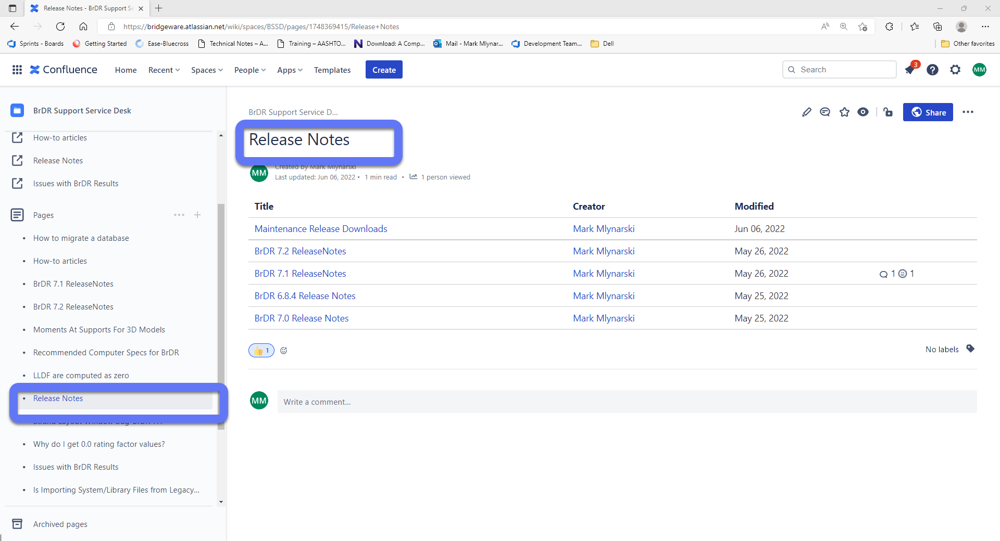 Release Notes - BrDR Support Se
https://bridgeware.atlassian.net/wiki/spaces/BSSD/pages/1748369415/Release+Notes
Sprints - Boards
Getting Started
Ease-Bluecross
Technical Notes – A...
Training – AASHTO...
Download: A Comp...
Mail - Mark Mlynar...
Development Team...
Dell
Other favorites
Confluence
Home
Recent
Spaces
People
Apps
Templates
Create
Search
3
MM
BrDR Support Service Desk
How-to articles
Release Notes
Issues with BrDR Results
Pages
How to migrate a database
How-to articles
BrDR 7.1 ReleaseNotes
BrDR 7.2 ReleaseNotes
Moments At Supports For 3D Models
Recommended Computer Specs for BrDR
LLDF are computed as zero
Release Notes
Strand Layout Window Bug BrDR 7.1
Why do I get 0.0 rating factor values?
Issues with BrDR Results
Is Importing System/Library Files from Legacy...
Archived pages
BrDR Support Service D...
Share
Release Notes
MM
Created by Mark Mlynarski
Last updated: Jun 06, 2022 • 1 min read • 1 person viewed
Title Creator Modified
Maintenance Release Downloads Mark Mlynarski Jun 06, 2022
BrDR 7.2 ReleaseNotes Mark Mlynarski May 26, 2022
BrDR 7.1 ReleaseNotes Mark Mlynarski May 26, 2022 1 1
BrDR 6.8.4 Release Notes Mark Mlynarski May 25, 2022
BrDR 7.0 Release Notes Mark Mlynarski May 25, 2022
1
No labels
MM
Write a comment...